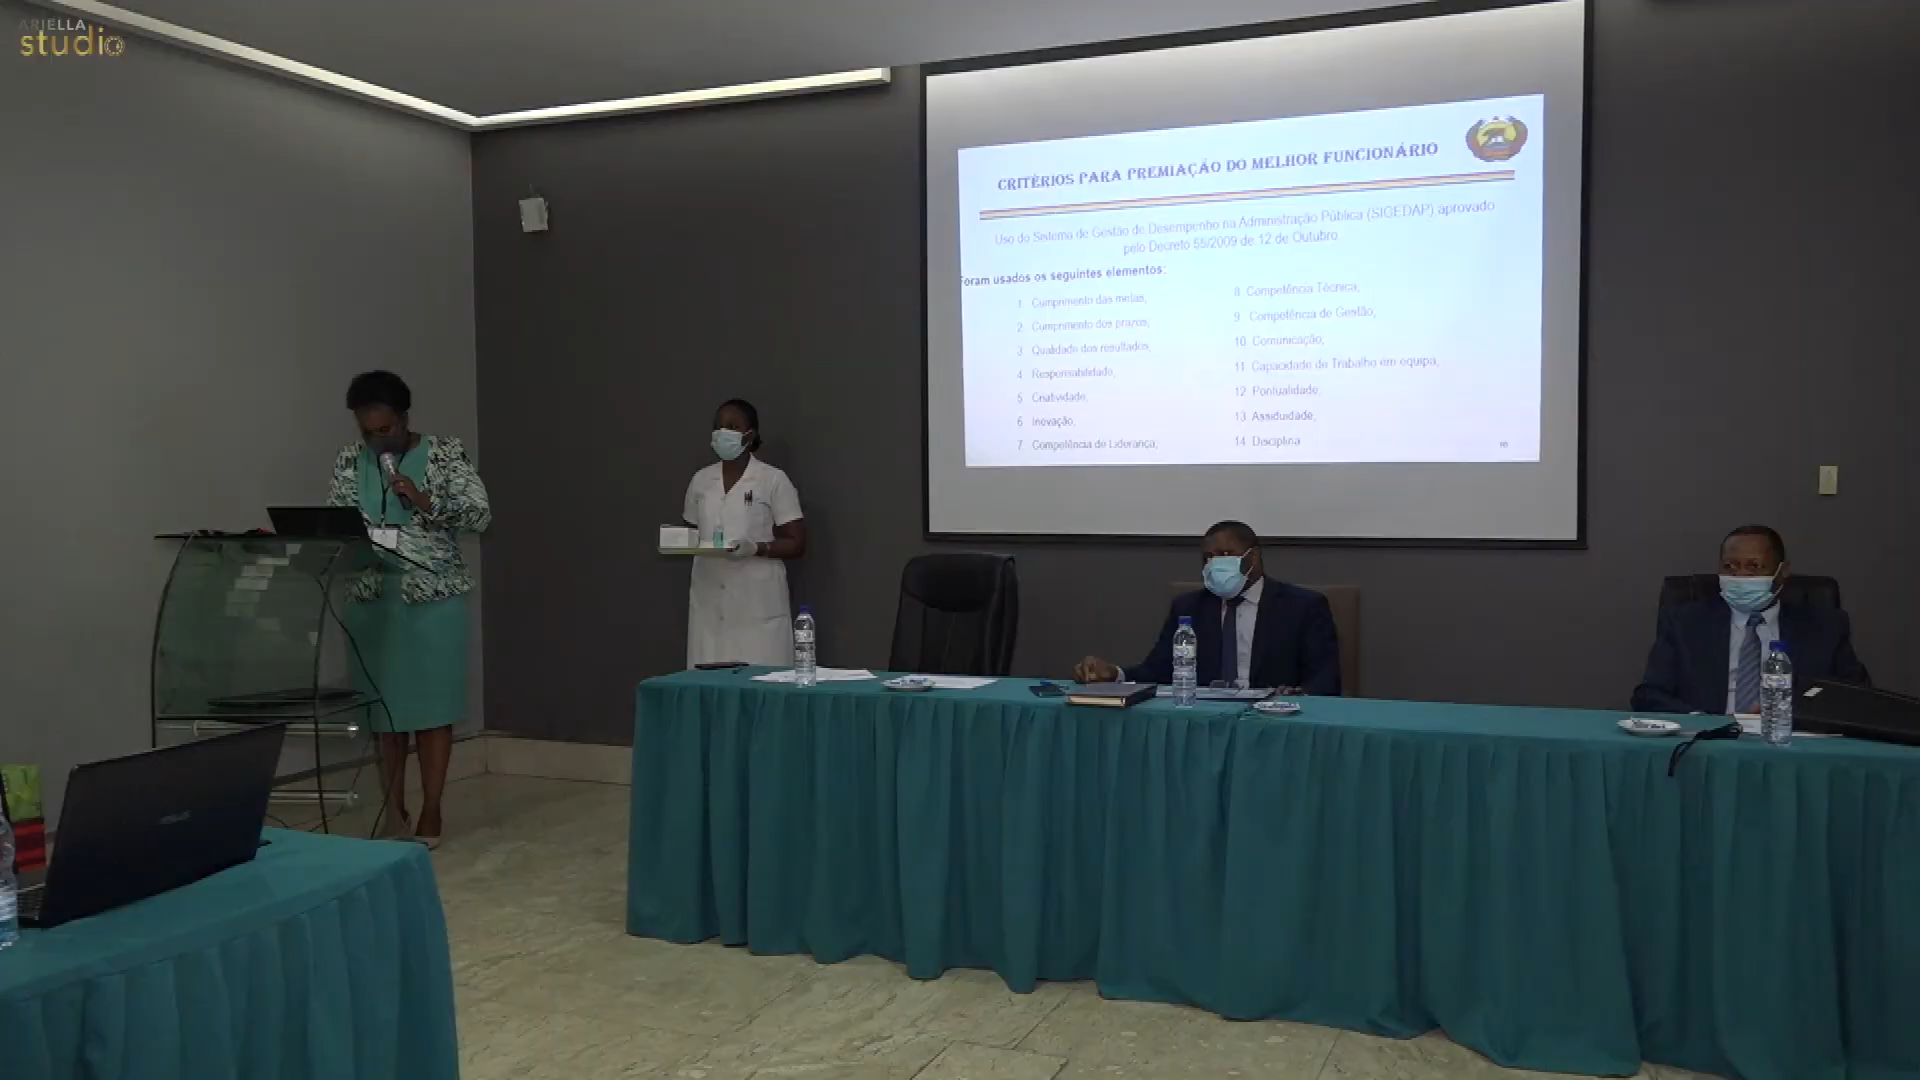 ARIELLA
studio
CRITÉRIOS PARA PREMIAÇÃO DO MELHOR FUNCIONÁRIO
Uso do Sistema de Gestão de Desempenho na Administração Pública (SIGEDAP) aprovado
pelo Decreto 55/2009 de 12 de Outubro
Foram usados os seguintes elementos:
1 Cumprimento das metas,
2 Cumprimento dos prazos,
3 Qualidade dos resultados,
4 Responsabilidade,
5 Criatividade,
6 Inovação,
7 Competência de Liderança,
8 Competência Técnica,
9 Competência de Gestão,
10 Comunicação,
11 Capacidade de Trabalho em equipa,
12 Pontualidade,
13 Assiduidade,
14 Disciplina
ASUS